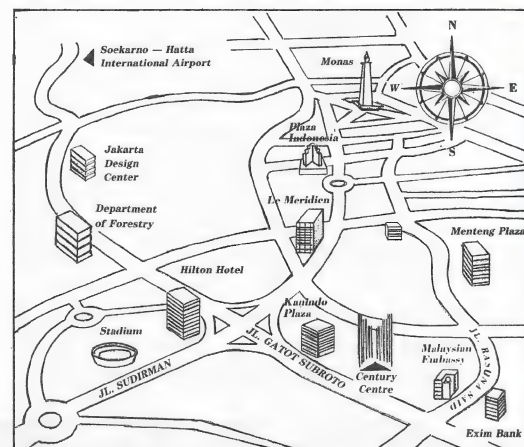 Soekarno — Hatta
International Airport
Monas
N
W
E
S
Plaza
Indonesia
Jakarta
Design
Center
Le Meridien
Department
of Forestry
Menteng Plaza
Hilton Hotel
Kanindo
Plaza
Stadium
JL. SUDIRMAN
JL. GATOT SUBROTO
Century
Centre
Malaysian
Embassy
JL. RASUNA SAID
Exim Bank